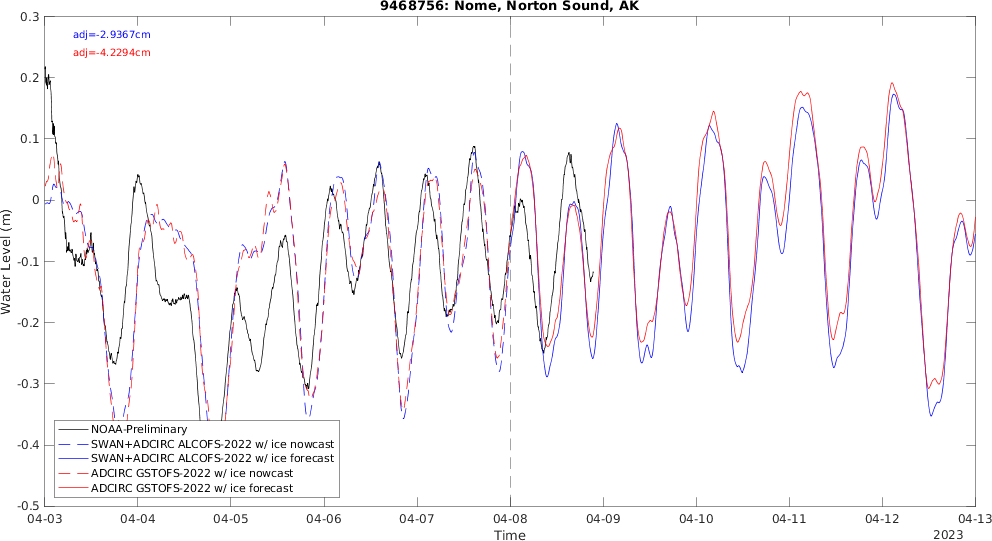 9468756: Nome, Norton Sound, AK
adj=-2.9367cm
adj=-4.2294cm
0.3
0.2
0.1
0
-0.1
-0.2
-0.3
-0.4
-0.5
Water Level (m)
NOAA-Preliminary
SWAN+ADCIRC ALCOFS-2022 w/ ice nowcast
SWAN+ADCIRC ALCOFS-2022 w/ ice forecast
ADCIRC GSTOFS-2022 w/ ice nowcast
ADCIRC GSTOFS-2022 w/ ice forecast
04-03 04-04 04-05 04-06 04-07 04-08 04-09 04-10 04-11 04-12 04-13
Time
2023